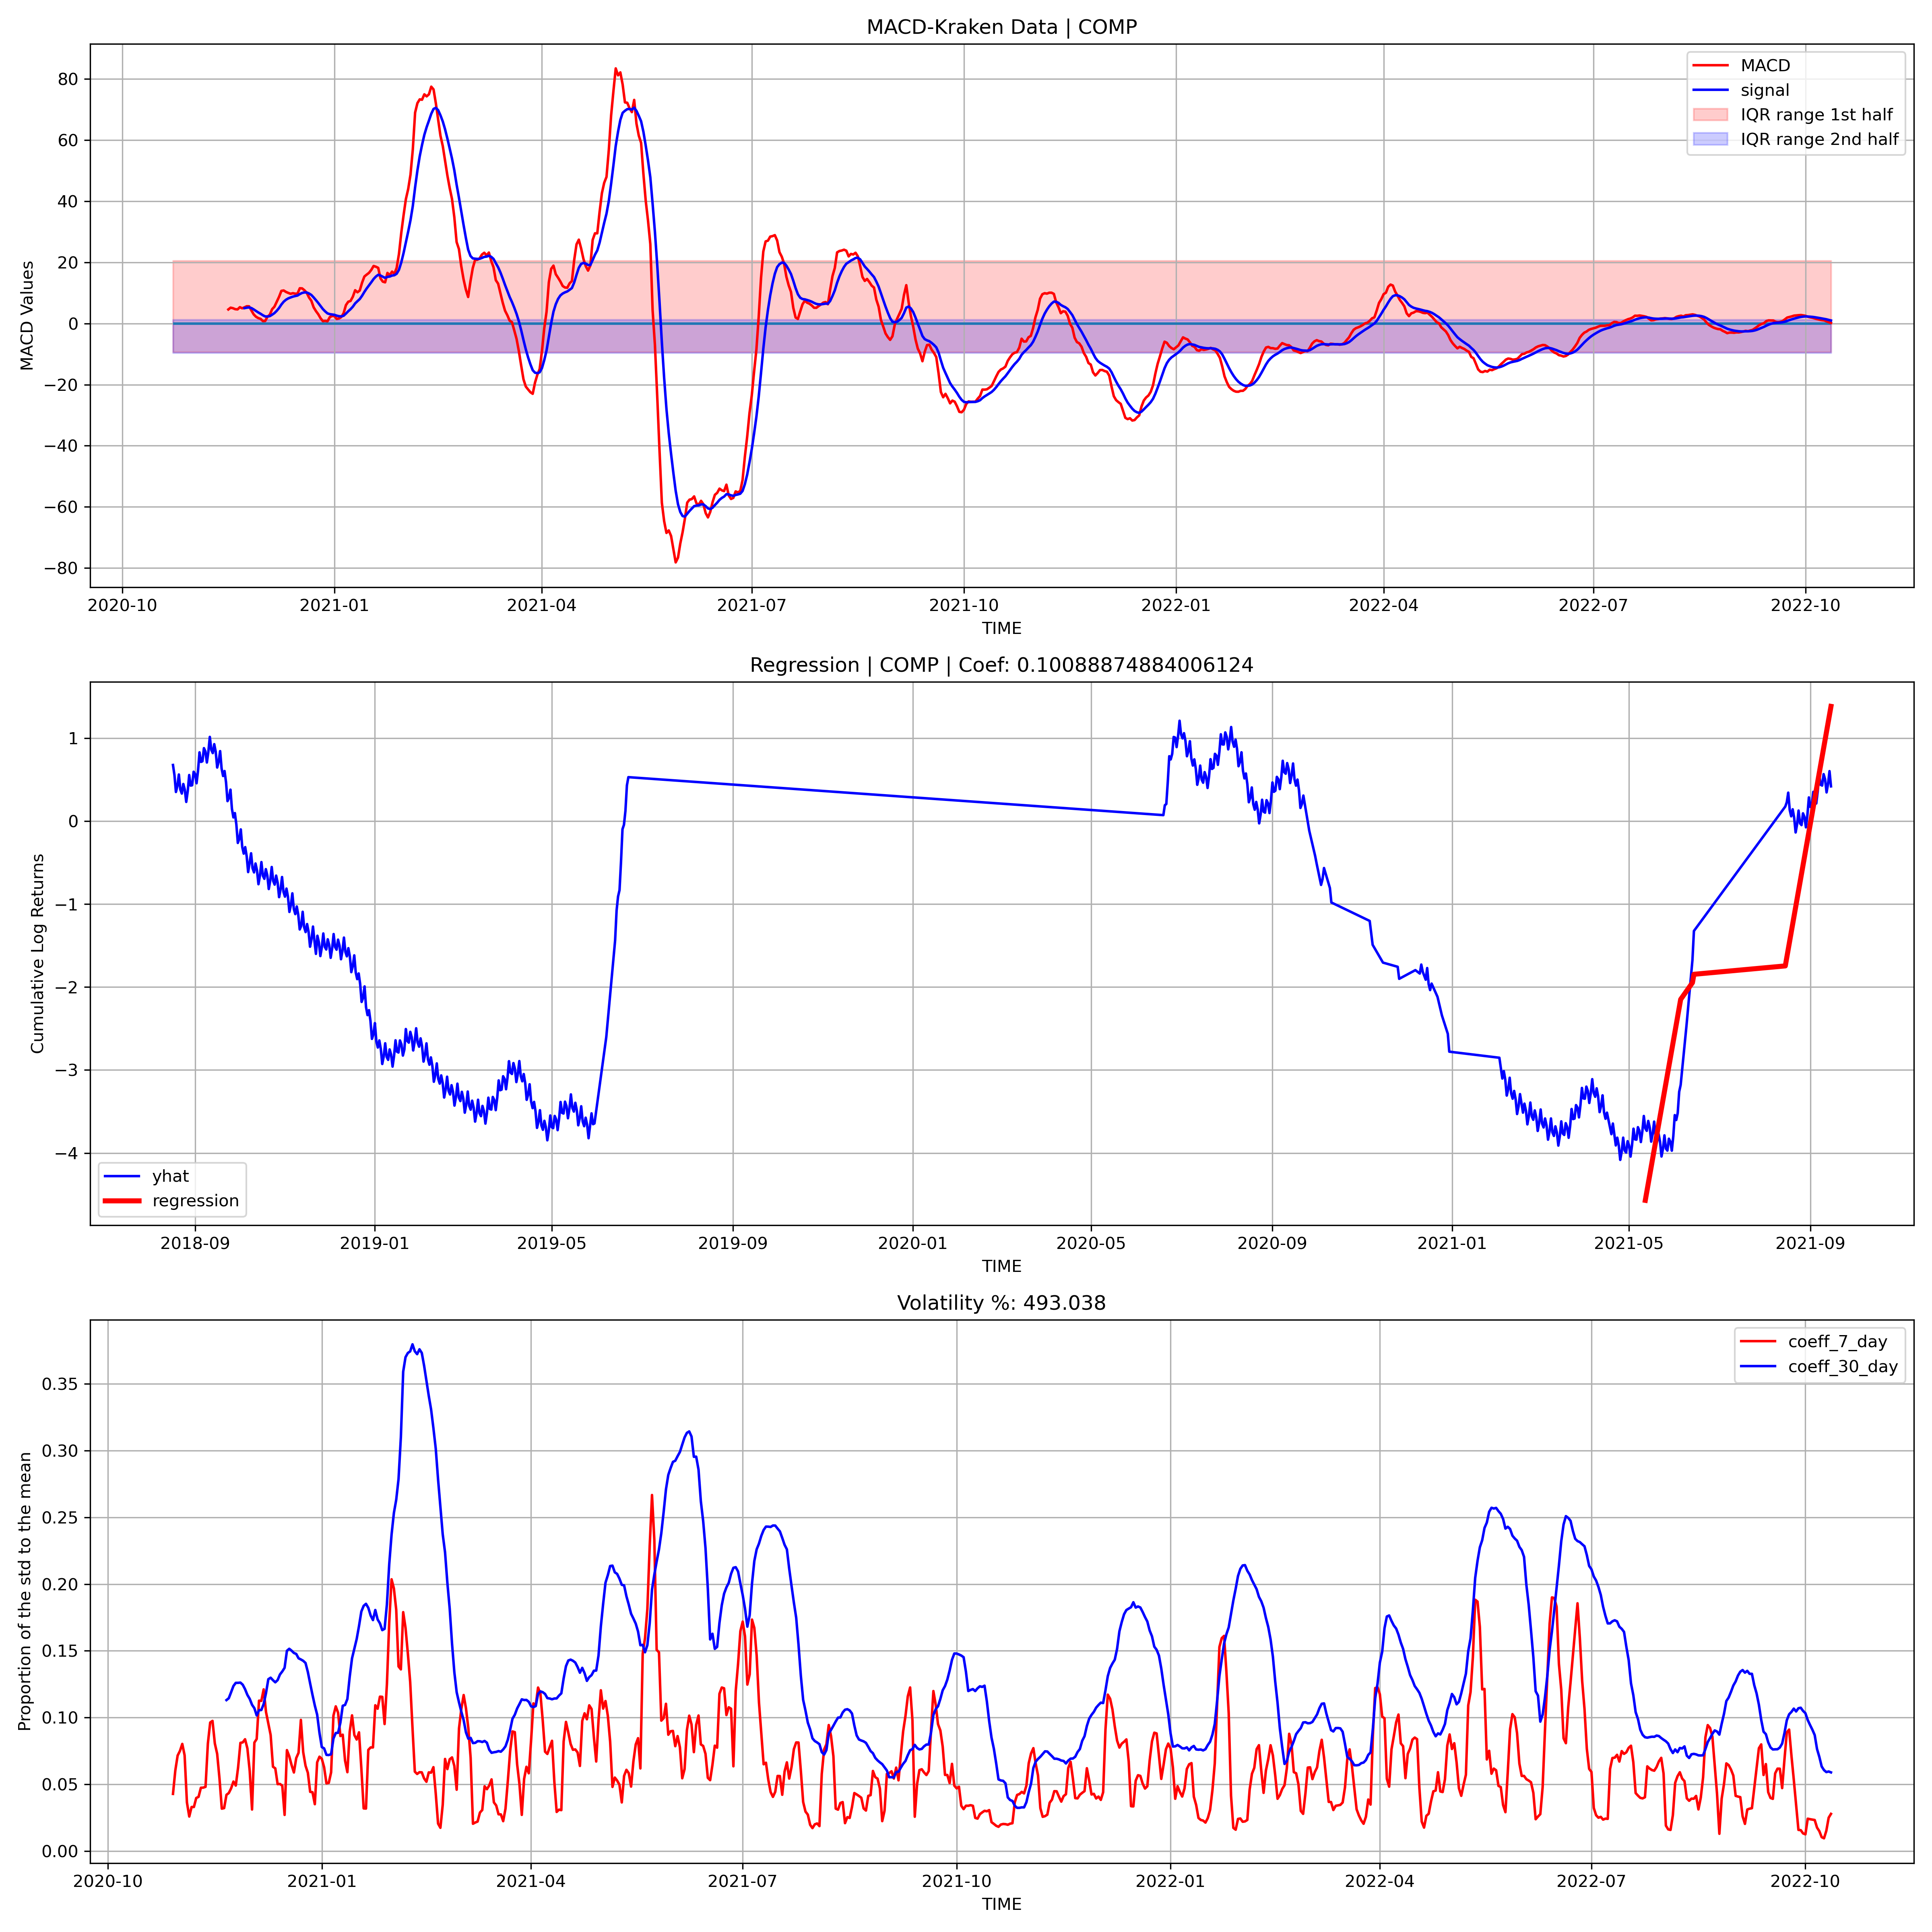 MACD-Kraken Data | COMP
MACD Values
80
60
40
20
0
−20
−40
−60
−80
MACD
signal
IQR range 1st half
IQR range 2nd half
2020-10 2021-01 2021-04 2021-07 2021-10 2022-01 2022-04 2022-07 2022-10
TIME
Regression | COMP | Coef: 0.10088874884006124
Cumulative Log Returns
1
0
−1
−2
−3
−4
yhat
regression
2018-09 2019-01 2019-05 2019-09 2020-01 2020-05 2020-09 2021-01 2021-05 2021-09
TIME
Volatility %: 493.038
Proportion of the std to the mean
0.35
0.30
0.25
0.20
0.15
0.10
0.05
0.00
coeff_7_day
coeff_30_day
2020-10 2021-01 2021-04 2021-07 2021-10 2022-01 2022-04 2022-07 2022-10
TIME